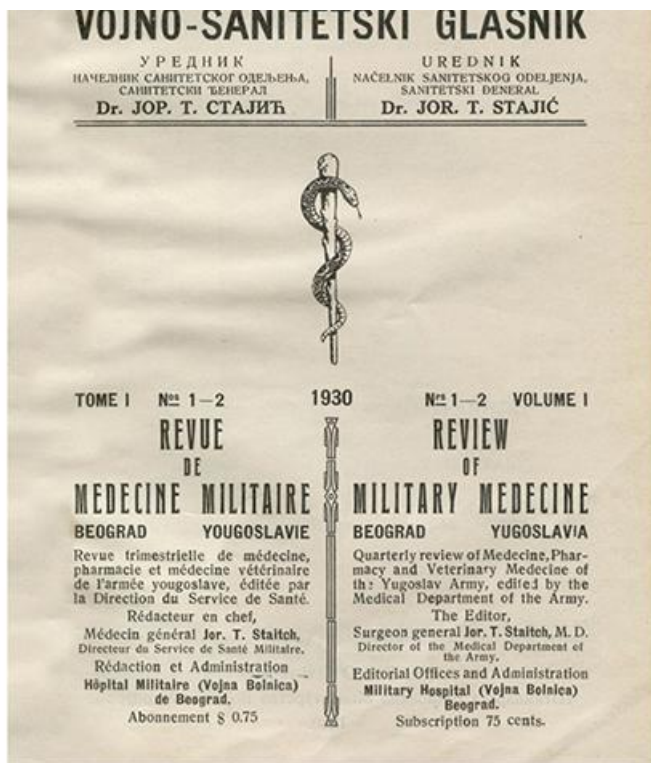 VOJNO-SANITETSKI GLASNIK
УРЕДНИК
НАЧЕЛНИК САНИТЕТСКОГ ОДЕЉЕЊА,
САНИТЕТСКИ ЂЕНЕРАЛ
Dr. ЈОР. Т. СТАЈИЋ
UREDNIK
NAČELNIK SANITETSKOG ODELJENJA,
SANITETSKI ĐENERAL
Dr. JOR. T. STAJIĆ
TOME I Nos 1—2 1930 Nrs 1—2 VOLUME I
REVUE
DE
MEDECINE MILITAIRE
BEOGRAD YOUGOSLAVIE
Revue trimestrielle de médecine,
pharmacie et médecine vétérinaire
de l'armée yougoslave, éditée par
la Direction du Service de Santé.
Rédacteur en chef,
Médecin général Jor. T. Staitch,
Directeur du Service de Santé Militaire.
Rédaction et Administration
Hôpital Militaire (Vojna Bolnica)
de Beograd.
Abonnement $ 0.75
REVIEW
OF
MILITARY MEDECINE
BEOGRAD YUGOSLAVIA
Quarterly review of Medecine, Phar-
macy and Veterinary Medecine of
the Yugoslav Army, edited by the
Medical Department of the Army.
The Editor,
Surgeon general Jor. T. Staitch, M. D.
Director of the Medical Department of
the Army.
Editorial Offices and Administration
Military Hospital (Vojna Bolnica)
Beograd.
Subscription 75 cents.